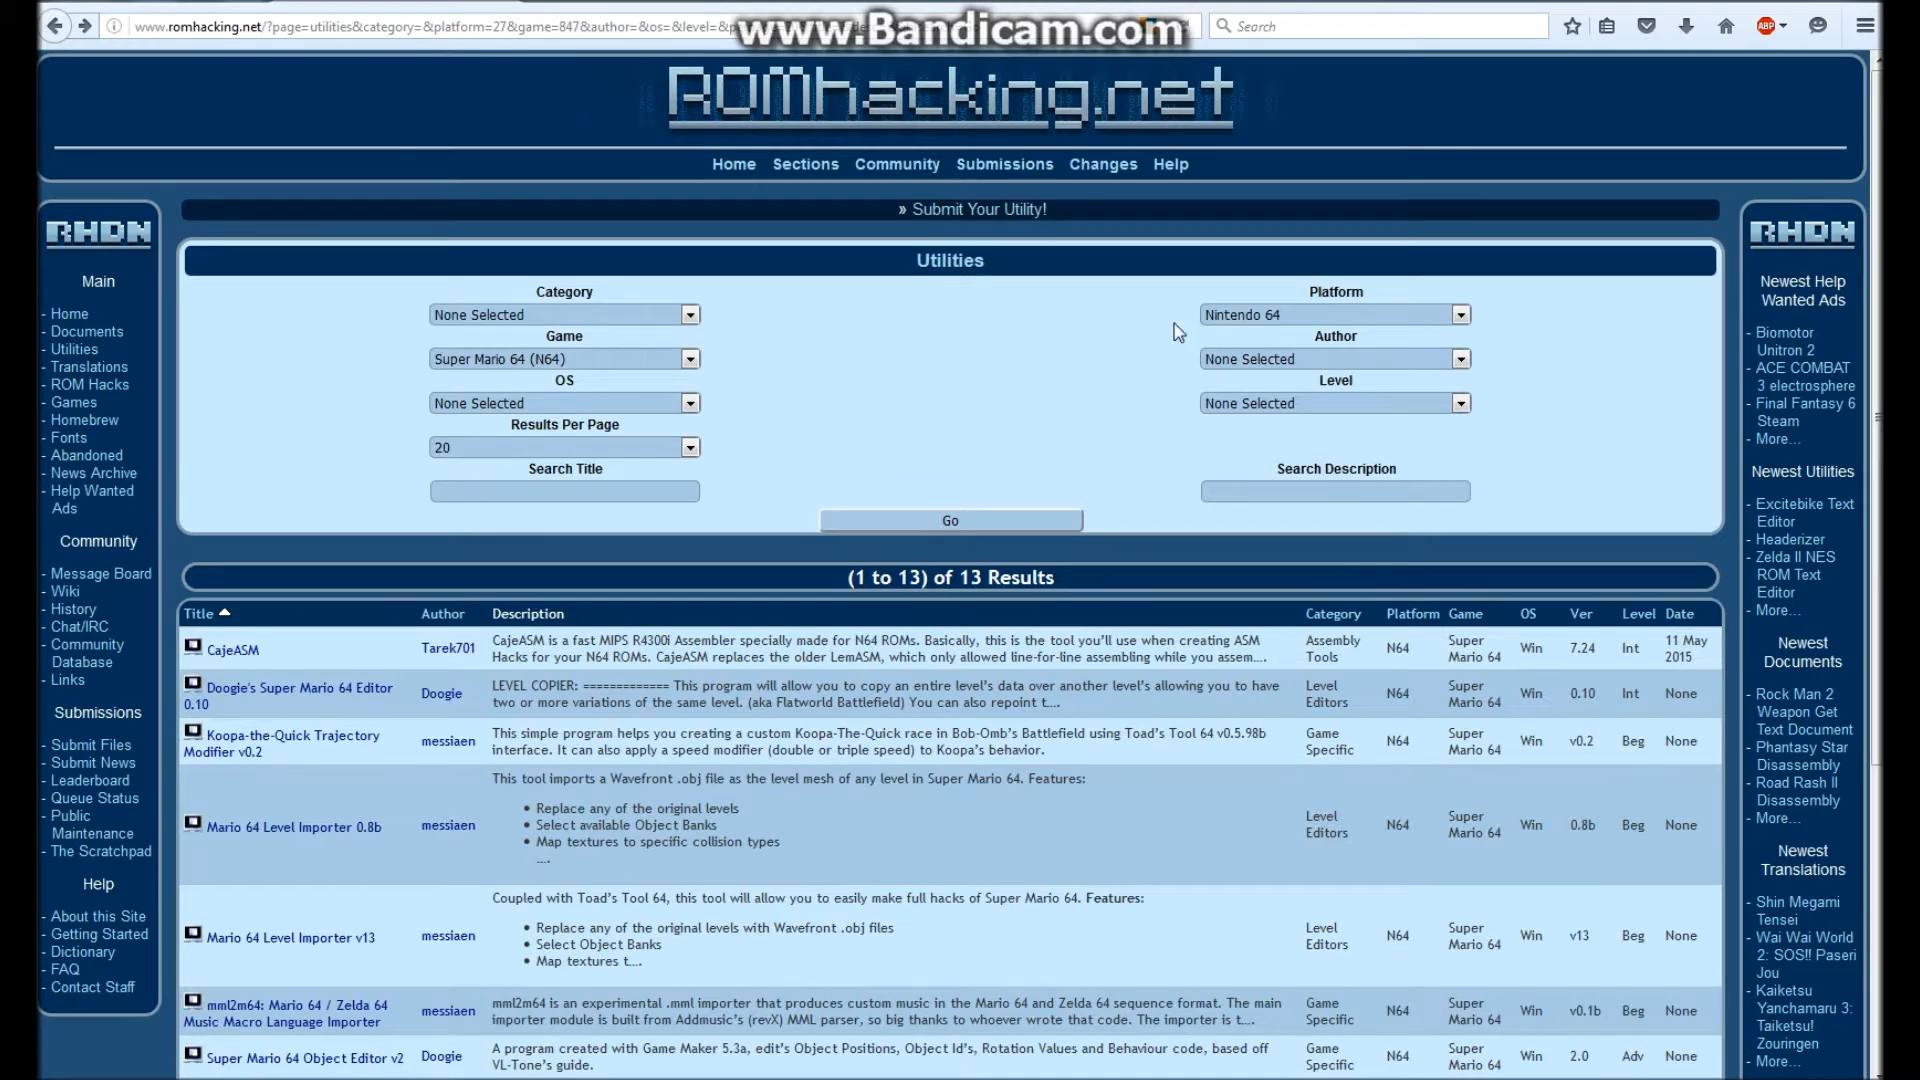 www.romhacking.net/?page=utilities&category=&platform=27&game=847&author=&os=&level=&p
www.Bandicam.com
Search
ABP
ROMhacking.net
Home Sections Community Submissions Changes Help
» Submit Your Utility!
RHDN
Main
- Home
- Documents
- Utilities
- Translations
- ROM Hacks
- Games
- Homebrew
- Fonts
- Abandoned
- News Archive
- Help Wanted
Ads
Community
- Message Board
- Wiki
- History
- Chat/IRC
- Community
Database
- Links
Submissions
- Submit Files
- Submit News
- Leaderboard
- Queue Status
- Public
Maintenance
- The Scratchpad
Help
- About this Site
- Getting Started
- Dictionary
- FAQ
- Contact Staff
Utilities
Category Platform
None Selected Nintendo 64
Game Author
Super Mario 64 (N64) None Selected
OS Level
None Selected None Selected
Results Per Page
20
Search Title Search Description
Go
(1 to 13) of 13 Results
Title Author Description Category Platform Game OS Ver Level Date
CajeASM Tarek701 CajeASM is a fast MIPS R4300i Assembler specially made for N64 ROMs. Basically, this is the tool you'll use when creating ASM
Hacks for your N64 ROMs. CajeASM replaces the older LemASM, which only allowed line-for-line assembling while you assem.... Assembly
Tools N64 Super
Mario 64 Win 7.24 Int 11 May
2015
Doogie's Super Mario 64 Editor
0.10 Doogie LEVEL COPIER: ============= This program will allow you to copy an entire level's data over another level's allowing you to have
two or more variations of the same level. (aka Flatworld Battlefield) You can also repoint t.... Level
Editors N64 Super
Mario 64 Win 0.10 Int None
Koopa-the-Quick Trajectory
Modifier v0.2 messiaen This simple program helps you creating a custom Koopa-The-Quick race in Bob-Omb's Battlefield using Toad's Tool 64 v0.5.98b
interface. It can also apply a speed modifier (double or triple speed) to Koopa's behavior. Game
Specific N64 Super
Mario 64 Win v0.2 Beg None
Mario 64 Level Importer 0.8b messiaen This tool imports a Wavefront .obj file as the level mesh of any level in Super Mario 64. Features:
• Replace any of the original levels
• Select available Object Banks
• Map textures to specific collision types
.... Level
Editors N64 Super
Mario 64 Win 0.8b Beg None
Mario 64 Level Importer v13 messiaen Coupled with Toad's Tool 64, this tool will allow you to easily make full hacks of Super Mario 64. Features:
• Replace any of the original levels with Wavefront .obj files
• Select Object Banks
• Map textures t.... Level
Editors N64 Super
Mario 64 Win v13 Beg None
mml2m64: Mario 64 / Zelda 64
Music Macro Language Importer messiaen mml2m64 is an experimental .mml importer that produces custom music in the Mario 64 and Zelda 64 sequence format. The main
importer module is built from Addmusic's (revX) MML parser, so big thanks to whoever wrote that code. The importer is t.... Game
Specific N64 Super
Mario 64 Win v0.1b Beg None
Super Mario 64 Object Editor v2 Doogie A program created with Game Maker 5.3a, edit's Object Positions, Object Id's, Rotation Values and Behaviour code, based off
VL-Tone's guide. Game
Specific N64 Super
Mario 64 Win 2.0 Adv None
RHDN
Newest Help
Wanted Ads
- Biomotor
Unitron 2
- ACE COMBAT
3 electrosphere
- Final Fantasy 6
Steam
- More...
Newest Utilities
- Excitebike Text
Editor
- Headerizer
- Zelda II NES
ROM Text
Editor
- More...
Newest
Documents
- Rock Man 2
Weapon Get
Text Document
- Phantasy Star
Disassembly
- Road Rash II
Disassembly
- More...
Newest
Translations
- Shin Megami
Tensei
- Wai Wai World
2: SOS!! Paseri
Jou
- Kaiketsu
Yanchamaru 3:
Taiketsu!
Zouringen
- More...